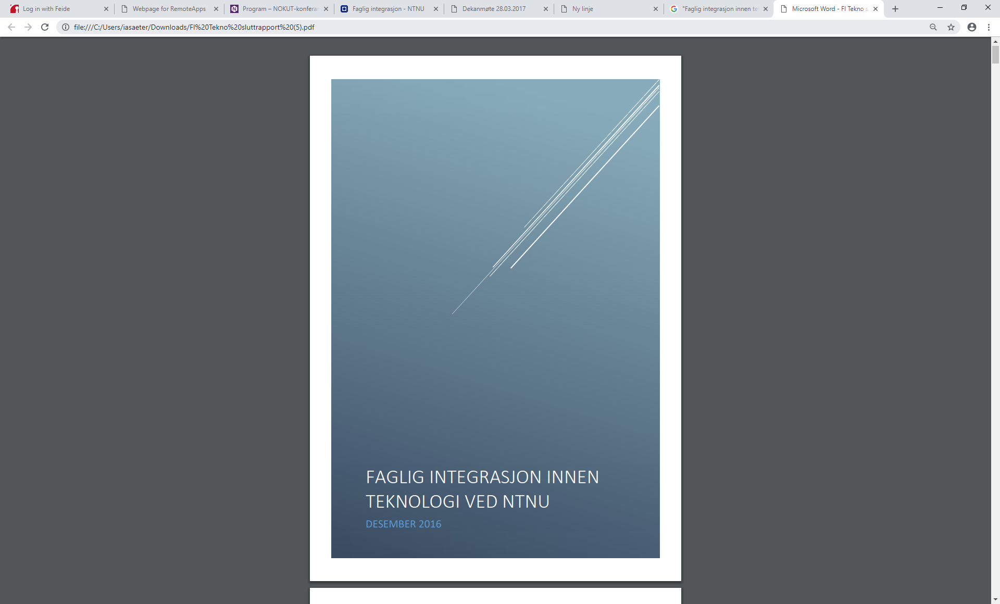 Log in with Feide
Webpage for RemoteApps
Program – NOKUT-konferan
Faglig integrasjon - NTNU
Dekanmøte 28.03.2017
Ny linje
"Faglig integrasjon innen te
Microsoft Word - FI Tekno s
file:///C:/Users/iasaeter/Downloads/FI%20Tekno%20sluttrapport%20(5).pdf
FAGLIG INTEGRASJON INNEN
TEKNOLOGI VED NTNU
DESEMBER 2016